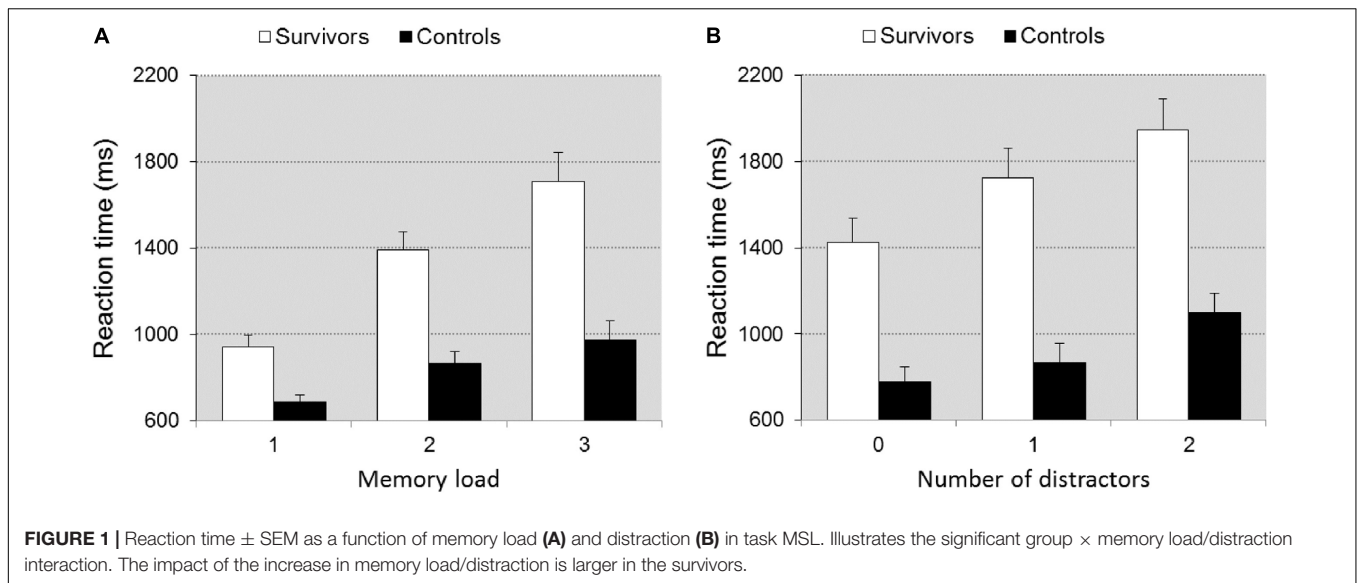 A
Survivors Controls
Reaction time (ms)
2200
1800
1400
1000
600
1 2 3
Memory load
B
Survivors Controls
Reaction time (ms)
2200
1800
1400
1000
600
0 1 2
Number of distractors
FIGURE 1 | Reaction time ± SEM as a function of memory load (A) and distraction (B) in task MSL. Illustrates the significant group × memory load/distraction
interaction. The impact of the increase in memory load/distraction is larger in the survivors.